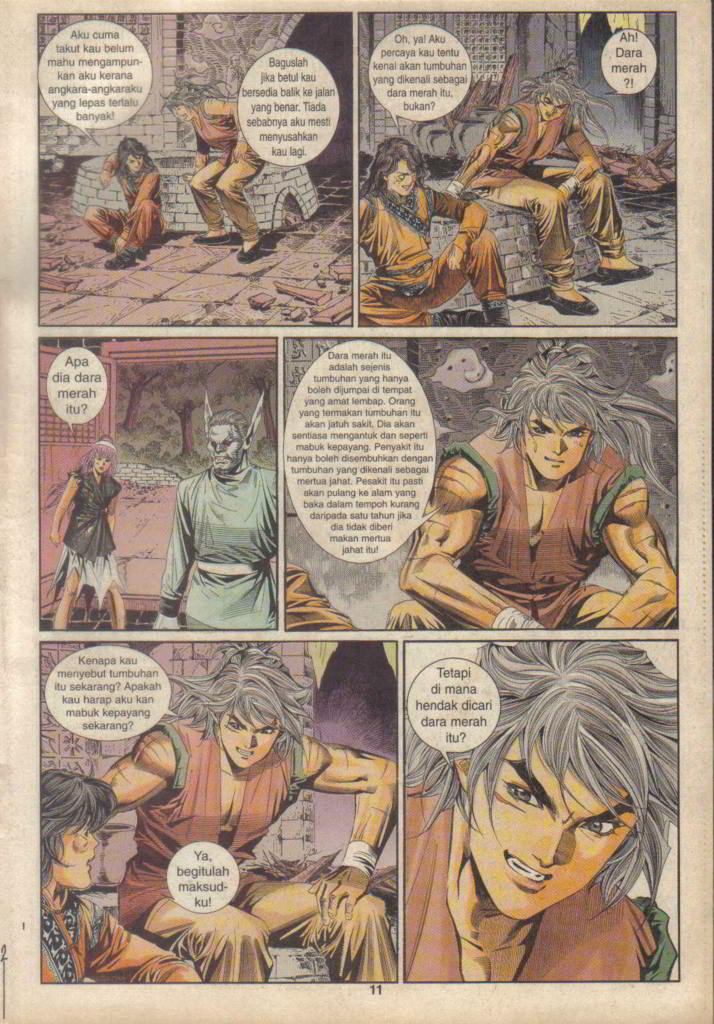 Aku cuma
takut kau belum
mahu mengampun-
kan aku kerana
angkara-angkaraku
yang lepas terlalu
banyak!
Baguslah
jika betul kau
bersedia balik ke jalan
yang benar. Tiada
sebabnya aku mesti
menyusahkan
kau lagi.
Oh, ya! Aku
percaya kau tentu
kenai akan tumbuhan
yang dikenali sebagai
dara merah itu,
bukan?
Ah!
Dara
merah
?!
Apa
dia dara
merah
itu?
Dara merah itu
adalah sejenis
tumbuhan yang hanya
boleh dijumpai di tempat
yang amat lembap. Orang
yang termakan tumbuhan itu
akan jatuh sakit. Dia akan
sentiasa mengantuk dan seperti
mabuk kepayang. Penyakit itu
hanya boleh disembuhkan dengan
tumbuhan yang dikenali sebagai
mertua jahat. Pesakit itu pasti
akan pulang ke alam yang
baka dalam tempoh kurang
daripada satu tahun jika
dia tidak diberi
makan mertua
jahat itu!
Kenapa kau
menyebut tumbuhan
itu sekarang? Apakah
kau harap aku kan
mabuk kepayang
sekarang?
Ya,
begitulah
maksud-
ku!
Tetapi
di mana
hendak dicari
dara merah
itu?
11